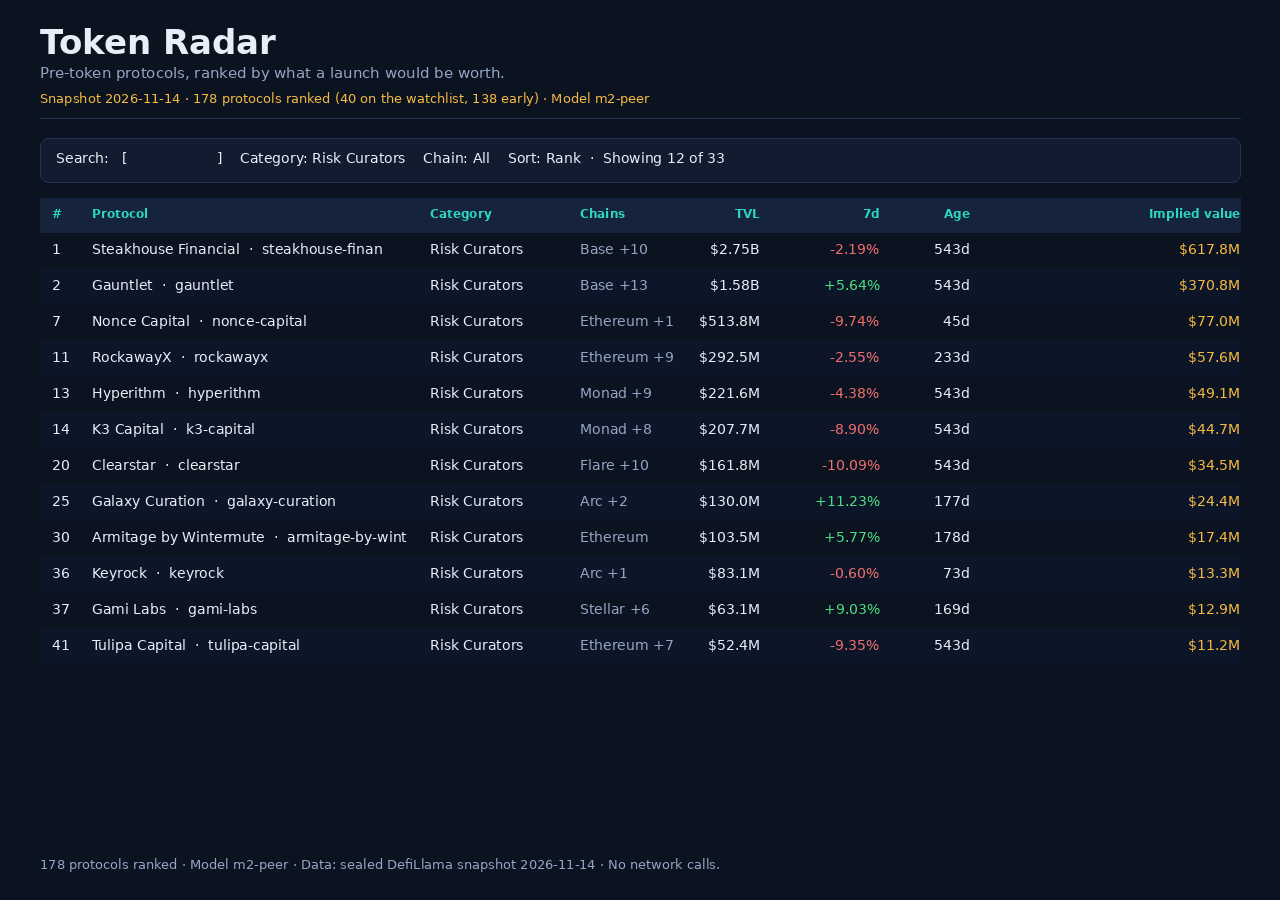 Token Radar
Pre-token protocols, ranked by what a launch would be worth.
Snapshot 2026-11-14 · 178 protocols ranked (40 on the watchlist, 138 early) · Model m2-peer
Search: [ ] Category: Risk Curators Chain: All Sort: Rank · Showing 12 of 33
# Protocol Category Chains TVL 7d Age Implied value
1 Steakhouse Financial · steakhouse-finan Risk Curators Base +10 $2.75B -2.19% 543d $617.8M
2 Gauntlet · gauntlet Risk Curators Base +13 $1.58B +5.64% 543d $370.8M
7 Nonce Capital · nonce-capital Risk Curators Ethereum +1 $513.8M -9.74% 45d $77.0M
11 RockawayX · rockawayx Risk Curators Ethereum +9 $292.5M -2.55% 233d $57.6M
13 Hyperithm · hyperithm Risk Curators Monad +9 $221.6M -4.38% 543d $49.1M
14 K3 Capital · k3-capital Risk Curators Monad +8 $207.7M -8.90% 543d $44.7M
20 Clearstar · clearstar Risk Curators Flare +10 $161.8M -10.09% 543d $34.5M
25 Galaxy Curation · galaxy-curation Risk Curators Arc +2 $130.0M +11.23% 177d $24.4M
30 Armitage by Wintermute · armitage-by-wint Risk Curators Ethereum $103.5M +5.77% 178d $17.4M
36 Keyrock · keyrock Risk Curators Arc +1 $83.1M -0.60% 73d $13.3M
37 Gami Labs · gami-labs Risk Curators Stellar +6 $63.1M +9.03% 169d $12.9M
41 Tulipa Capital · tulipa-capital Risk Curators Ethereum +7 $52.4M -9.35% 543d $11.2M
178 protocols ranked · Model m2-peer · Data: sealed DefiLlama snapshot 2026-11-14 · No network calls.